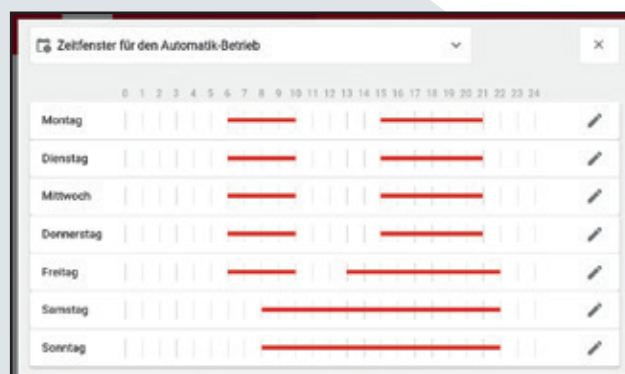 Zeitfenster für den Automatik-Betrieb
0 1 2 3 4 5 6 7 8 9 10 11 12 13 14 15 16 17 18 19 20 21 22 23 24
Montag
Dienstag
Mittwoch
Donnerstag
Freitag
Samstag
Sonntag